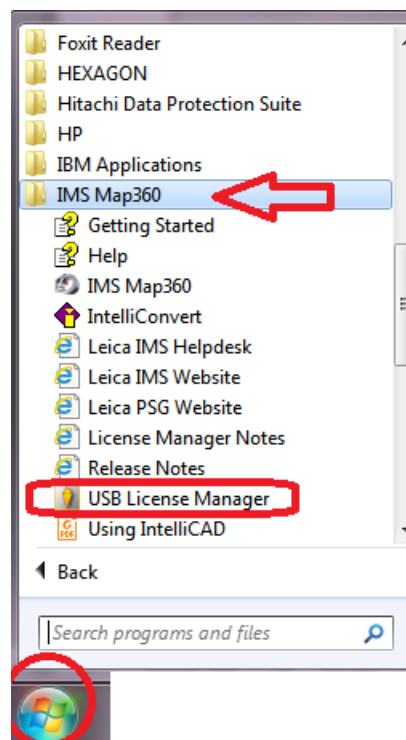 Foxit Reader
HEXAGON
Hitachi Data Protection Suite
HP
IBM Applications
IMS Map360
Getting Started
Help
IMS Map360
IntelliConvert
Leica IMS Helpdesk
Leica IMS Website
Leica PSG Website
License Manager Notes
Release Notes
USB License Manager
Using IntelliCAD
Back
Search programs and files